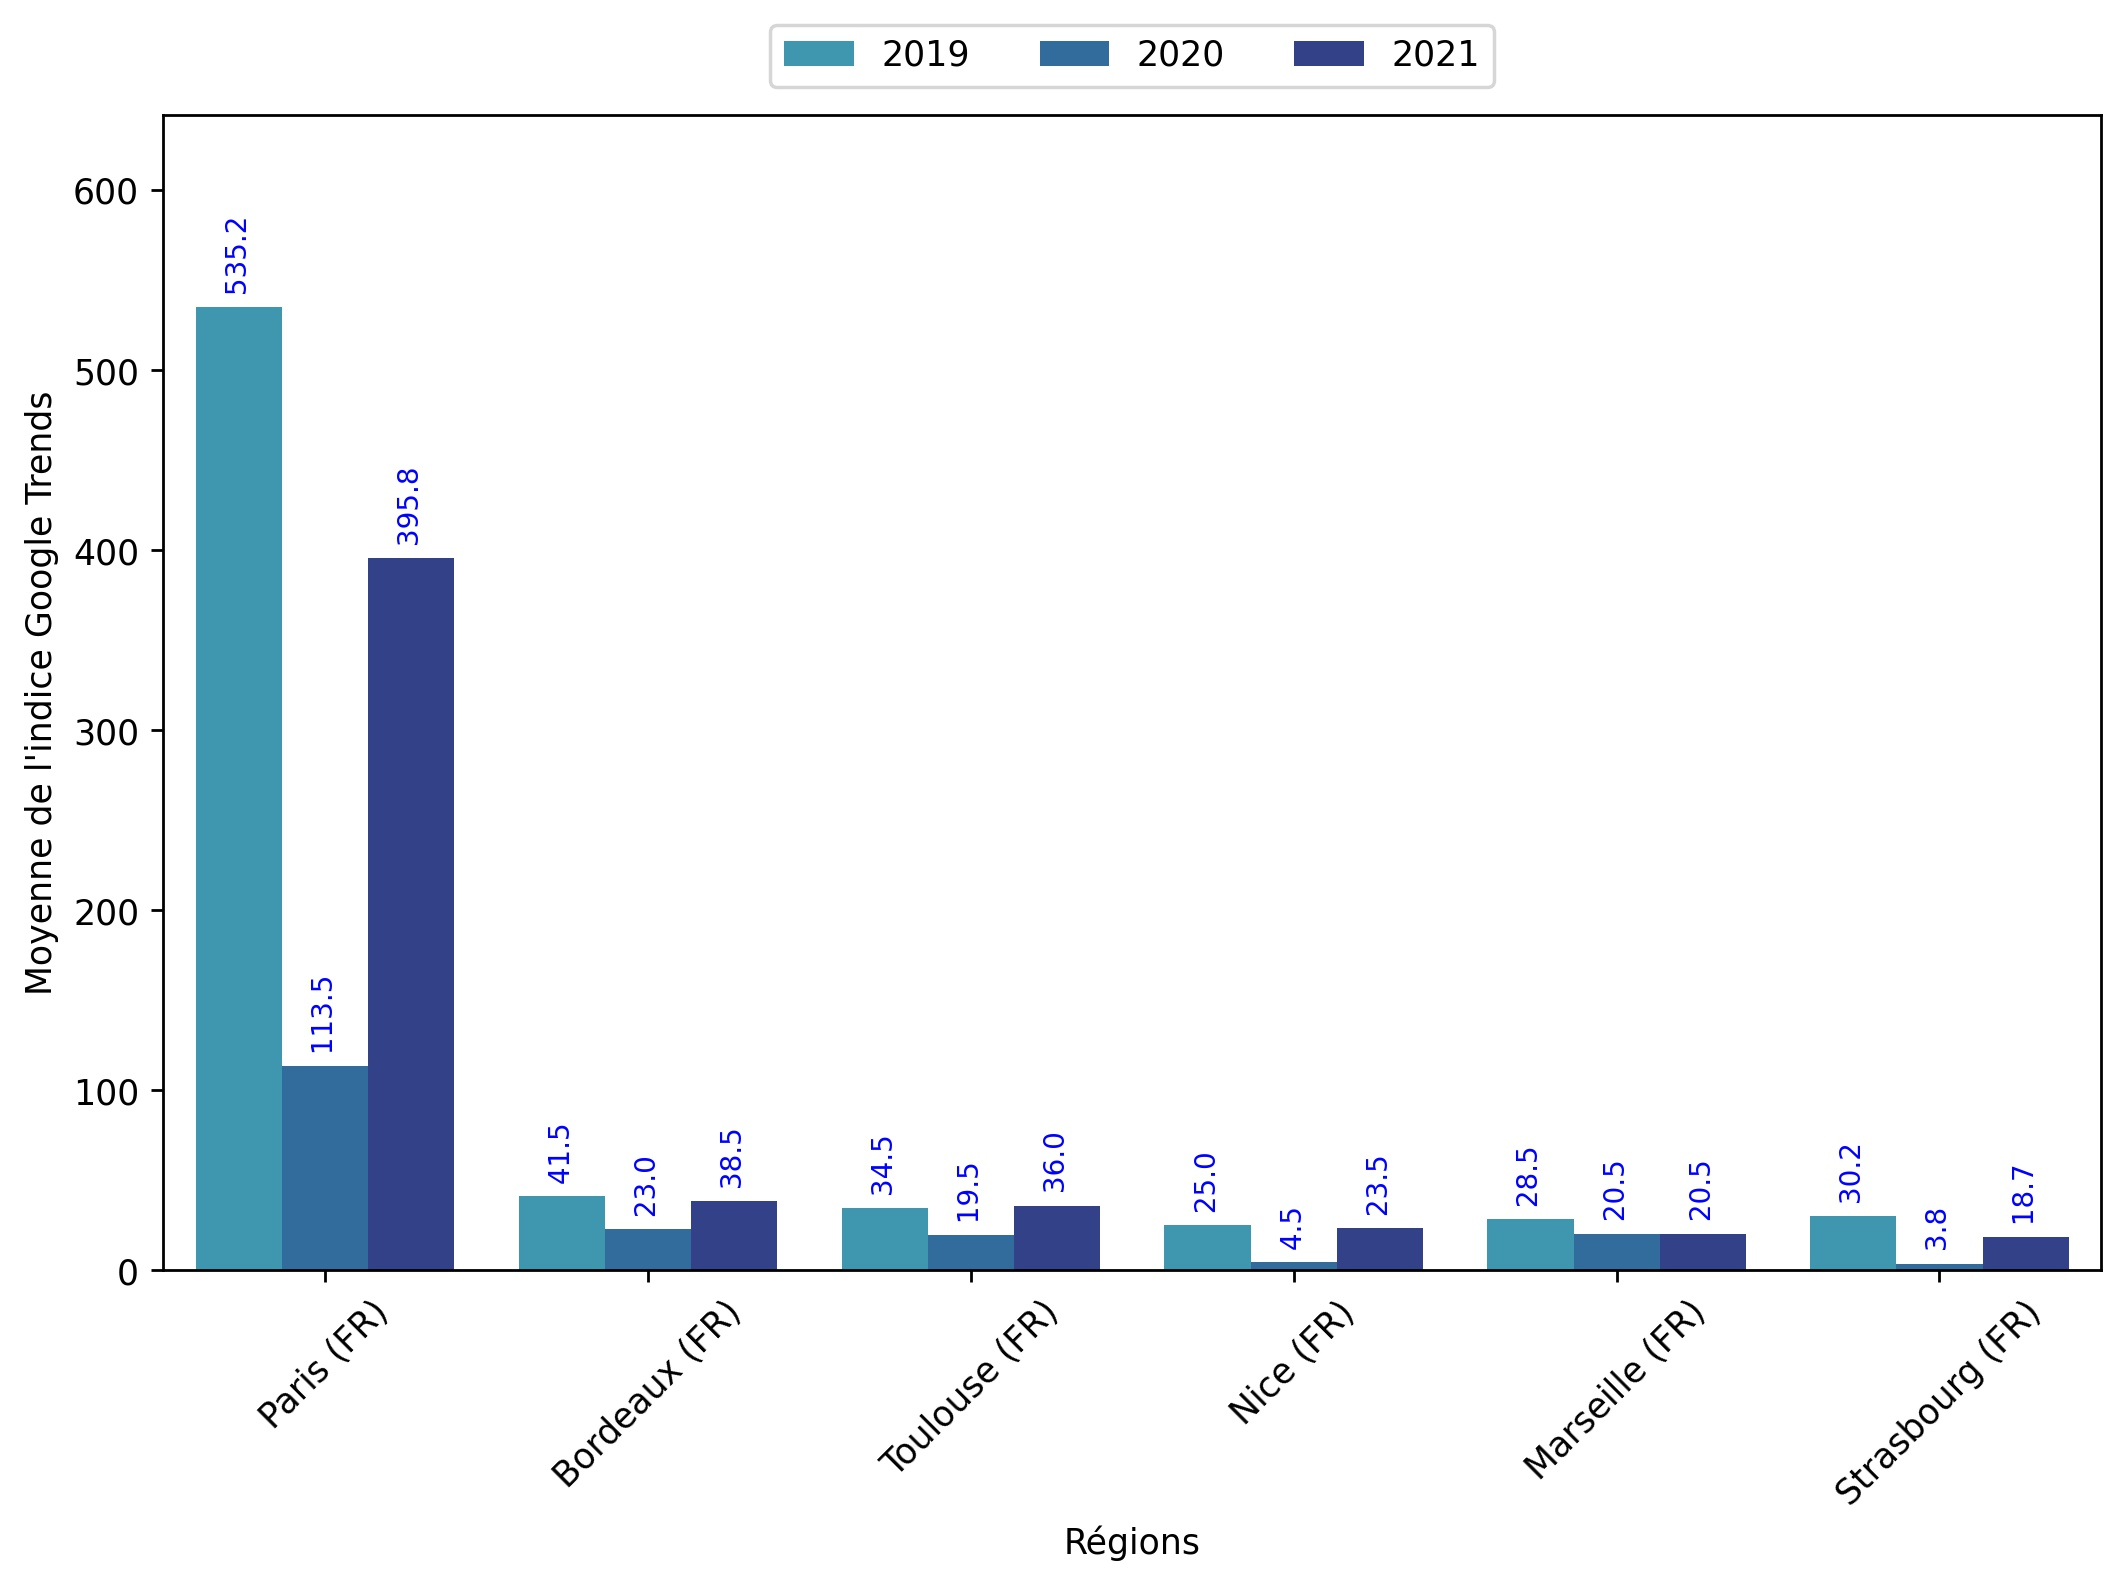 2019 2020 2021
Moyenne de l'indice Google Trends
600
500
400
300
200
100
0
535.2
113.5
395.8
41.5
23.0
38.5
34.5
19.5
36.0
25.0
4.5
23.5
28.5
20.5
20.5
30.2
3.8
18.7
Paris (FR)
Bordeaux (FR)
Toulouse (FR)
Nice (FR)
Marseille (FR)
Strasbourg (FR)
Régions